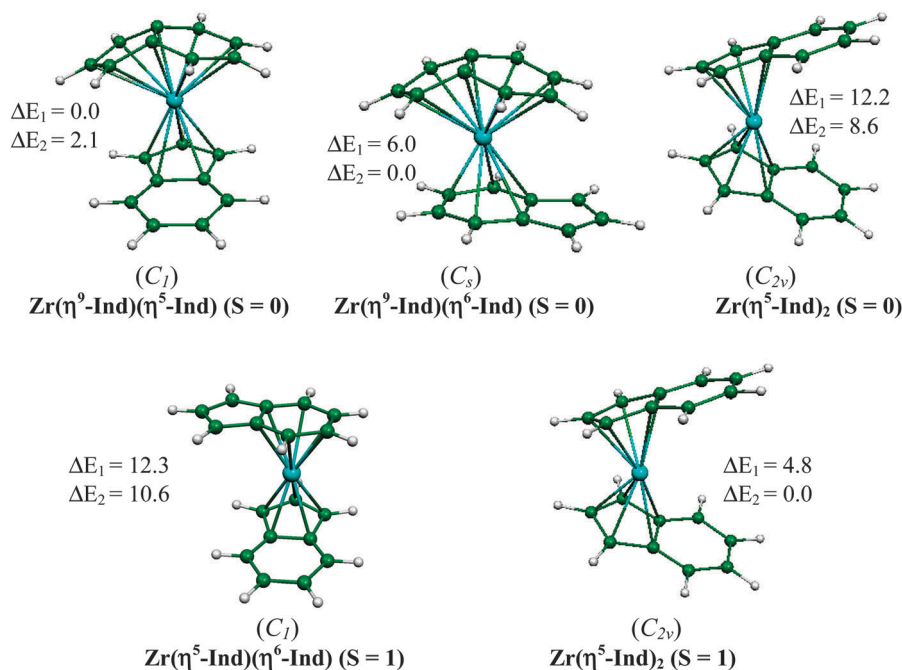 ΔE₁ = 0.0
ΔE₂ = 2.1
(C₁)
Zr(η⁹-Ind)(η⁵-Ind) (S = 0)
ΔE₁ = 6.0
ΔE₂ = 0.0
(Cₛ)
Zr(η⁹-Ind)(η⁶-Ind) (S = 0)
ΔE₁ = 12.2
ΔE₂ = 8.6
(C₂ᵥ)
Zr(η⁵-Ind)₂ (S = 0)
ΔE₁ = 12.3
ΔE₂ = 10.6
(C₁)
Zr(η⁵-Ind)(η⁶-Ind) (S = 1)
ΔE₁ = 4.8
ΔE₂ = 0.0
(C₂ᵥ)
Zr(η⁵-Ind)₂ (S = 1)